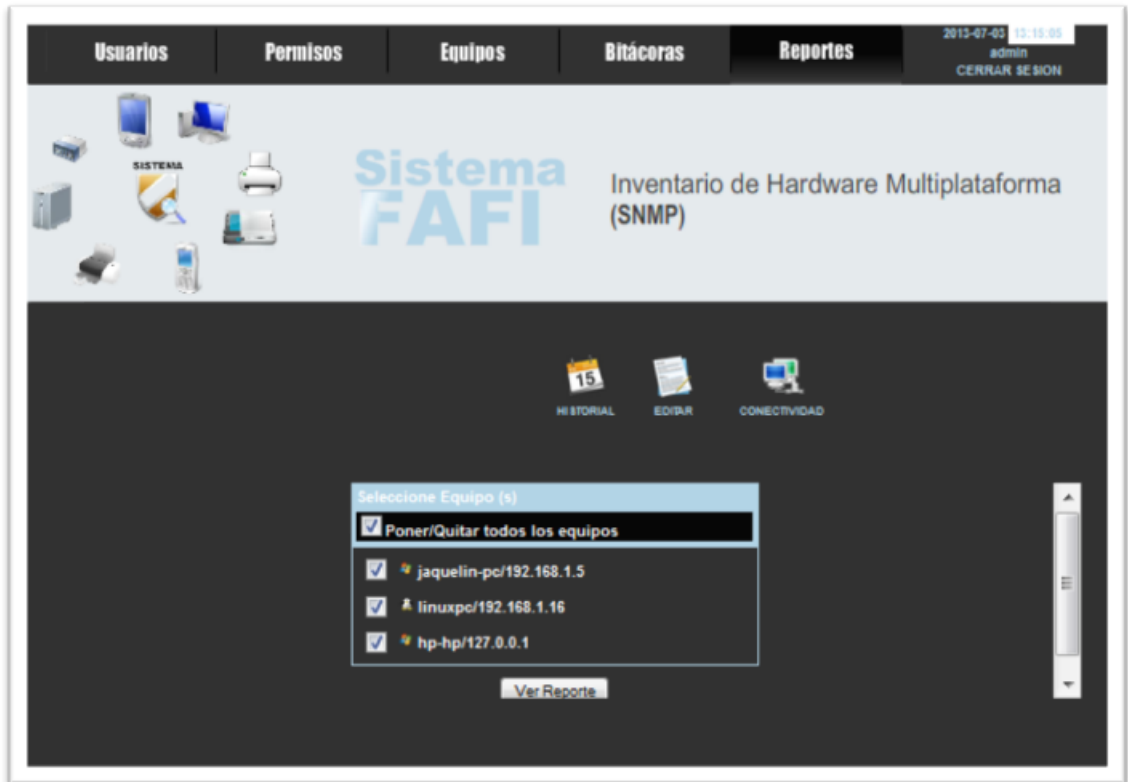 Usuarios
Permisos
Equipos
Bitácoras
Reportes
2013-07-03 13:15:05
admin
CERRAR SESION
SISTEMA
Sistema
FAFI
Inventario de Hardware Multiplataforma
(SNMP)
15
HISTORIAL
EDITAR
CONECTIVIDAD
Seleccione Equipo (s)
Poner/Quitar todos los equipos
jaquelin-pc/192.168.1.5
linuxpc/192.168.1.16
hp-hp/127.0.0.1
Ver Reporte